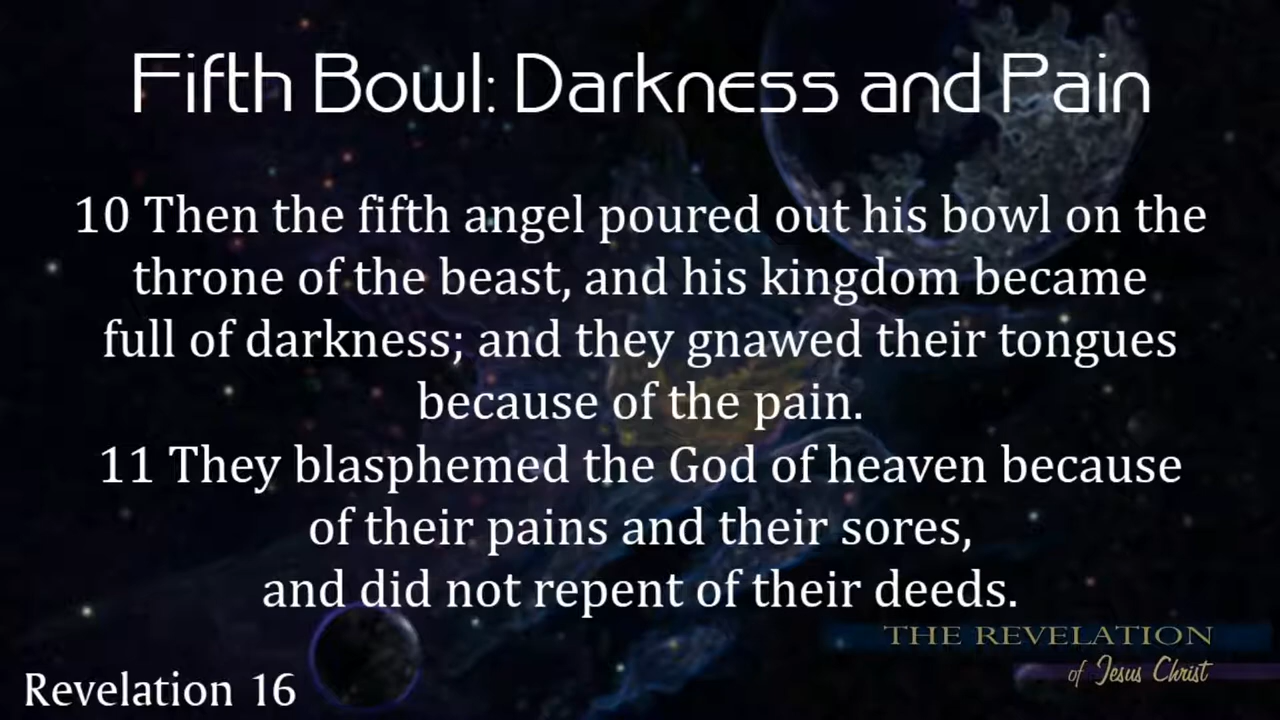 Fifth Bowl: Darkness and Pain
10 Then the fifth angel poured out his bowl on the
throne of the beast, and his kingdom became
full of darkness; and they gnawed their tongues
because of the pain.
11 They blasphemed the God of heaven because
of their pains and their sores,
and did not repent of their deeds.
THE REVELATION
of Jesus Christ
Revelation 16